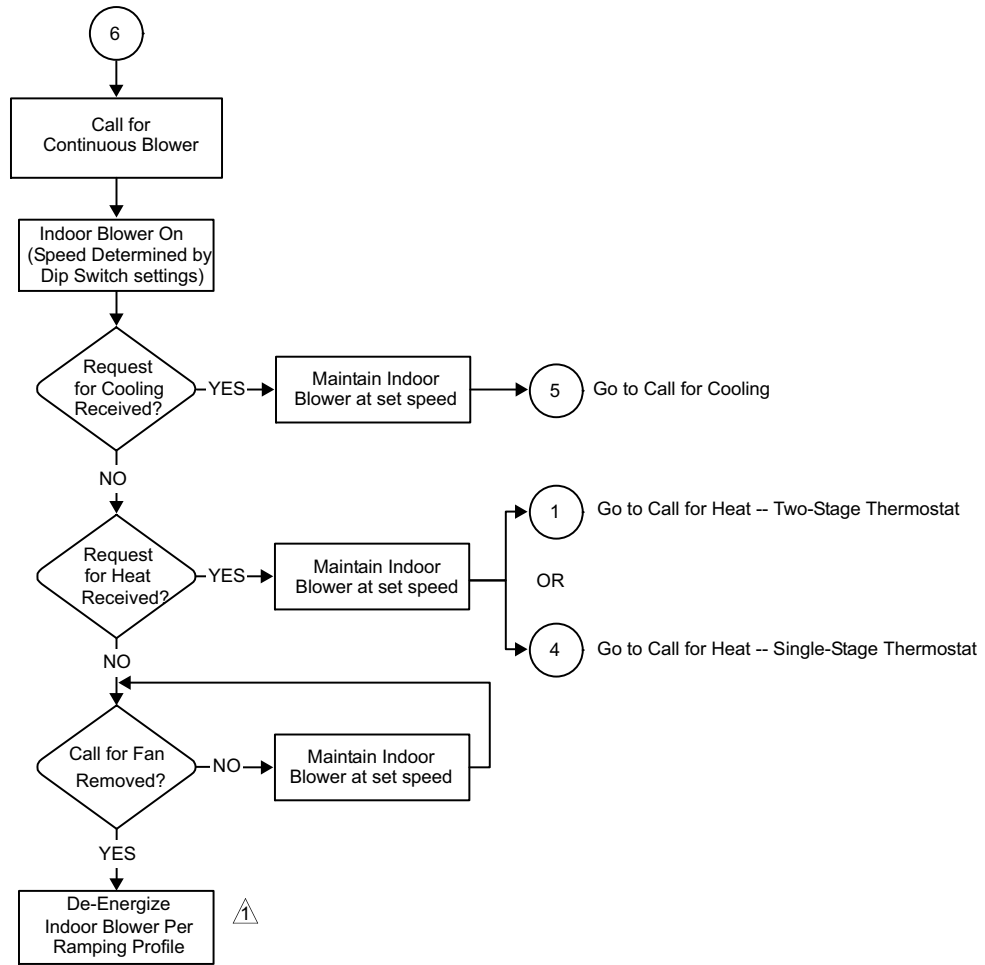 6
Call for
Continuous Blower
Indoor Blower On
(Speed Determined by
Dip Switch settings)
Request
for Cooling
Received?
YES
Maintain Indoor
Blower at set speed
5
Go to Call for Cooling
NO
Request
for Heat
Received?
YES
Maintain Indoor
Blower at set speed
1
Go to Call for Heat -- Two-Stage Thermostat
OR
4
Go to Call for Heat -- Single-Stage Thermostat
NO
Call for Fan
Removed?
NO
Maintain Indoor
Blower at set speed
YES
De-Energize
Indoor Blower Per
Ramping Profile
1